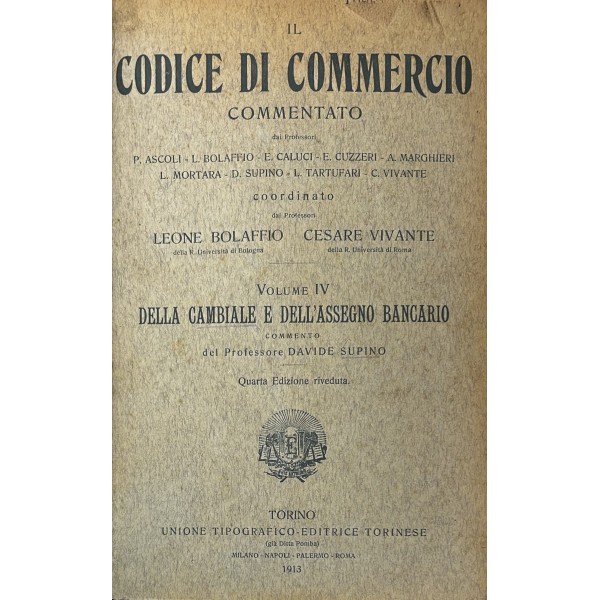 IL
CODICE DI COMMERCIO
COMMENTATO
dai Professori
P. ASCOLI - L. BOLAFFIO - E. CALUCI - E. CUZZERI - A. MARGHIERI
L. MORTARA - D. SUPINO - L. TARTUFARI - C. VIVANTE
coordinato
dai Professori
LEONE BOLAFFIO CESARE VIVANTE
della R. Università di Bologna della R. Università di Roma
VOLUME IV
DELLA CAMBIALE E DELL'ASSEGNO BANCARIO
COMMENTO
del Professore DAVIDE SUPINO
Quarta Edizione riveduta.
TORINO
UNIONE TIPOGRAFICO-EDITRICE TORINESE
(già Ditta Pomba)
MILANO - NAPOLI - PALERMO - ROMA
1913